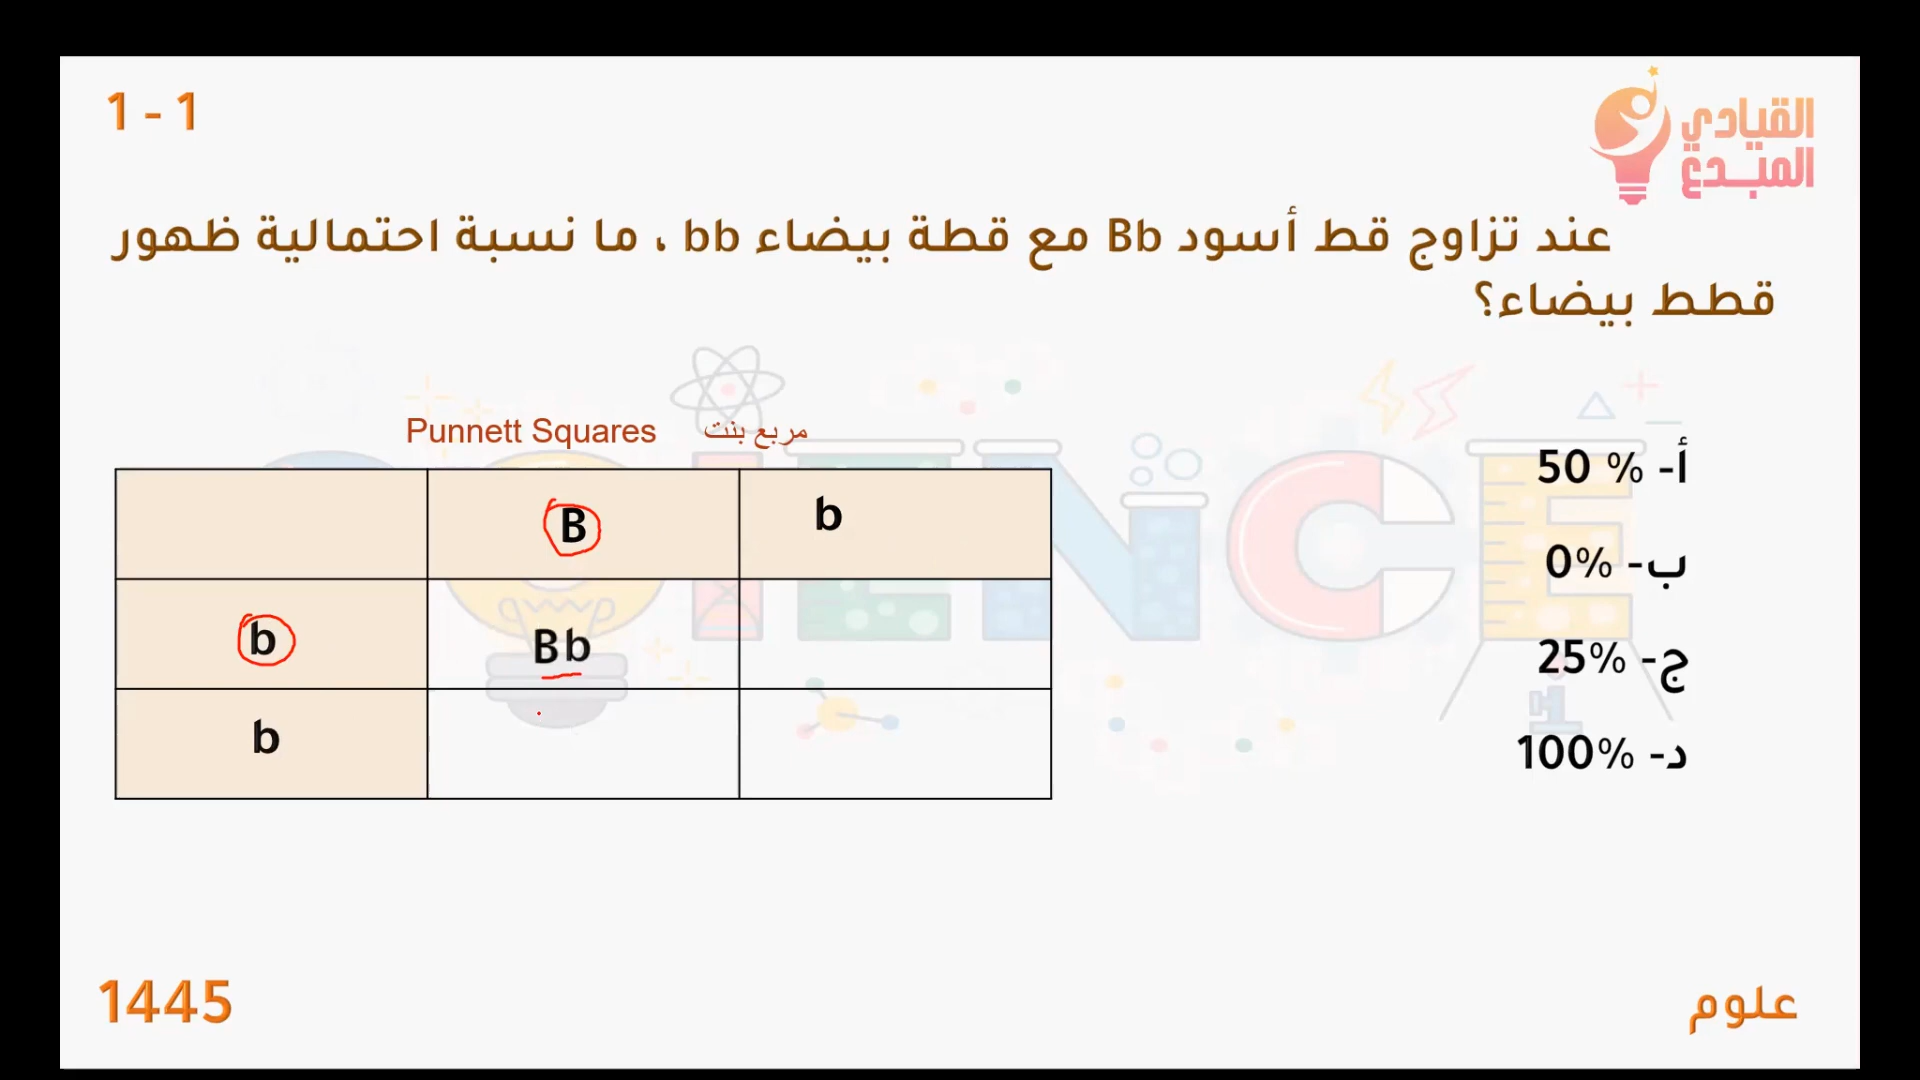 1 - 1
القيادي
المبدع
عند تزاوج قط أسود Bb مع قطة بيضاء bb ، ما نسبة احتمالية ظهور
قطط بيضاء؟
Punnett Squares مربع بنت
B b
b Bb
b
أ- % 50
ب- %0
ج- %25
د- %100
SCIENCE
1445
علوم